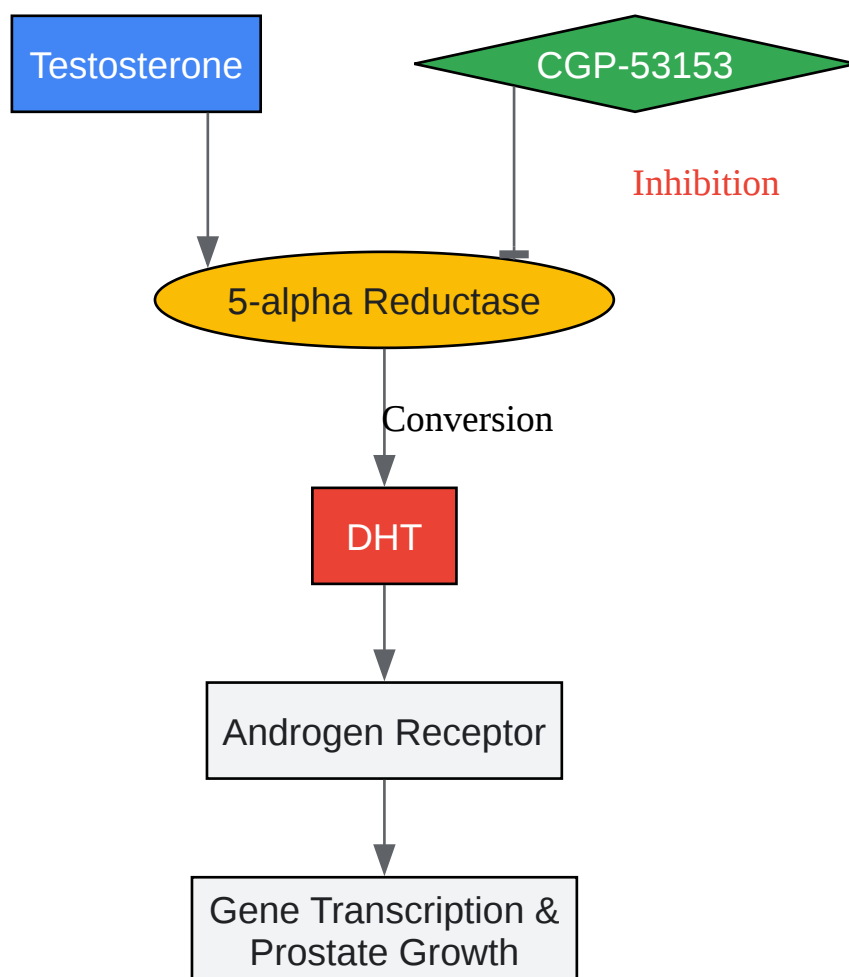 Testosterone
CGP-53153
Inhibition
5-alpha Reductase
Conversion
DHT
Androgen Receptor
Gene Transcription &
Prostate Growth